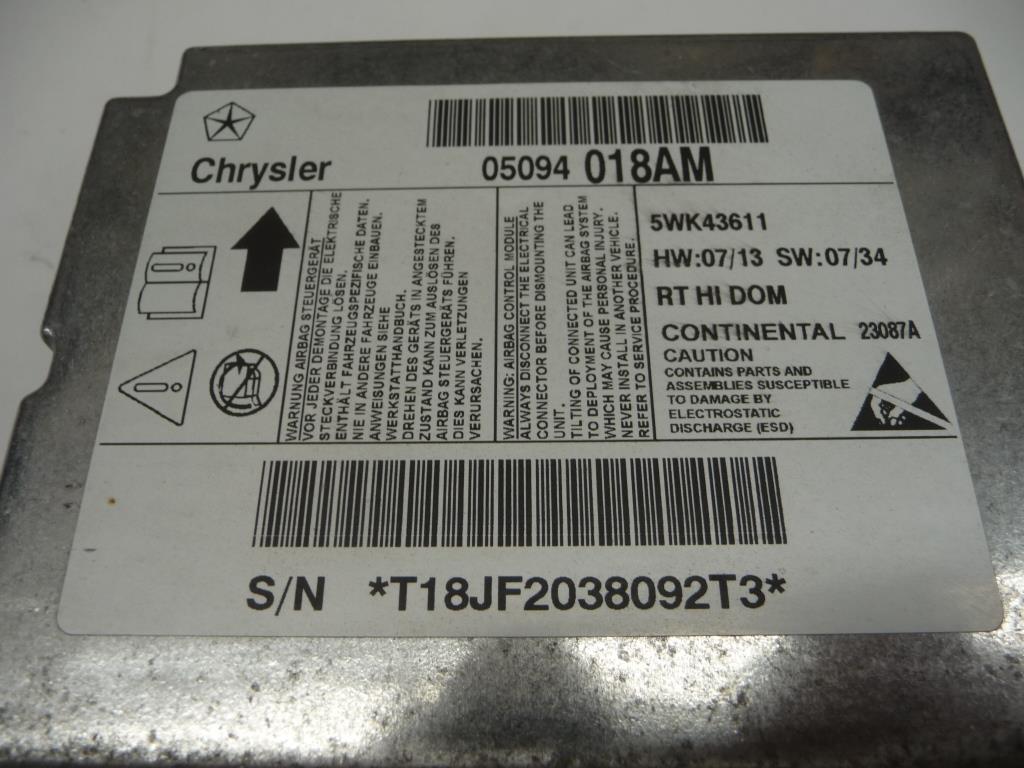 Chrysler
05094 018AM
WARNUNG AIRBAG STEUERGERÄT
VOR JEDER DEMONTAGE DIE ELEKTRISCHE
STECKVERBINDUNG LÖSEN.
ENTHÄLT FAHRZEUGSPEZIFISCHE DATEN.
NIE IN ANDERE FAHRZEUGE EINBAUEN.
ANWEISUNGEN SIEHE
WERKSTATTHANDBUCH.
DREHEN DES GERÄTS IN ANGESTECKTEM
ZUSTAND KANN ZUM AUSLÖSEN DES
AIRBAG STEUERGERÄTS FÜHREN.
DIES KANN VERLETZUNGEN
VERURSACHEN.
WARNING: AIRBAG CONTROL MODULE
ALWAYS DISCONNECT THE ELECTRICAL
CONNECTOR BEFORE DISMOUNTING THE
UNIT.
TILTING OF CONNECTED UNIT CAN LEAD
TO DEPLOYMENT OF THE AIRBAG SYSTEM
WHICH MAY CAUSE PERSONAL INJURY.
NEVER INSTALL IN ANOTHER VEHICLE.
REFER TO SERVICE PROCEDURE.
5WK43611
HW:07/13 SW:07/34
RT HI DOM
CONTINENTAL 23087A
CAUTION
CONTAINS PARTS AND
ASSEMBLIES SUSCEPTIBLE
TO DAMAGE BY
ELECTROSTATIC
DISCHARGE (ESD)
S/N *T18JF2038092T3*